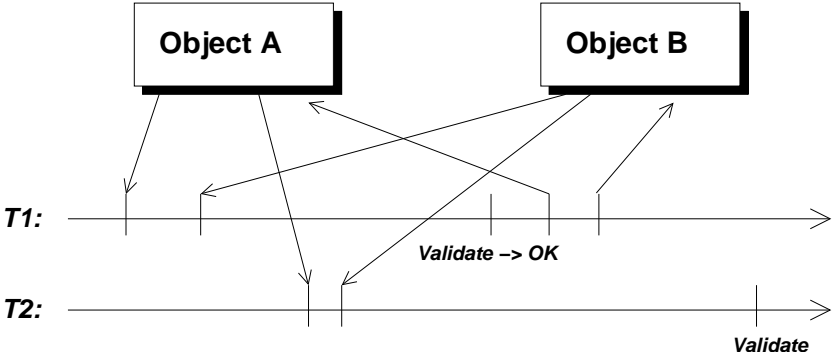 Object A
Object B
T1:
Validate –> OK
T2:
Validate